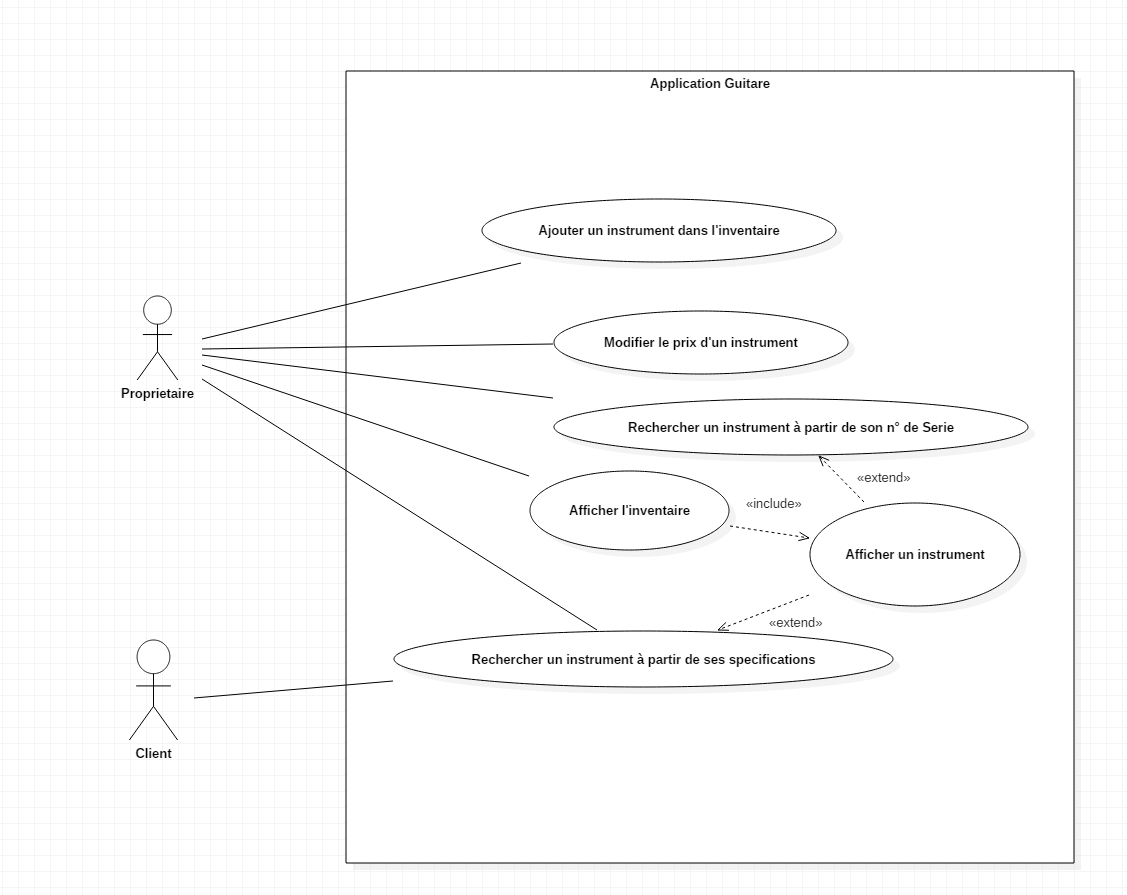 Application Guitare
Ajouter un instrument dans l'inventaire
Modifier le prix d'un instrument
Proprietaire
Rechercher un instrument à partir de son n° de Serie
«extend»
«include»
Afficher l'inventaire
Afficher un instrument
«extend»
Rechercher un instrument à partir de ses specifications
Client